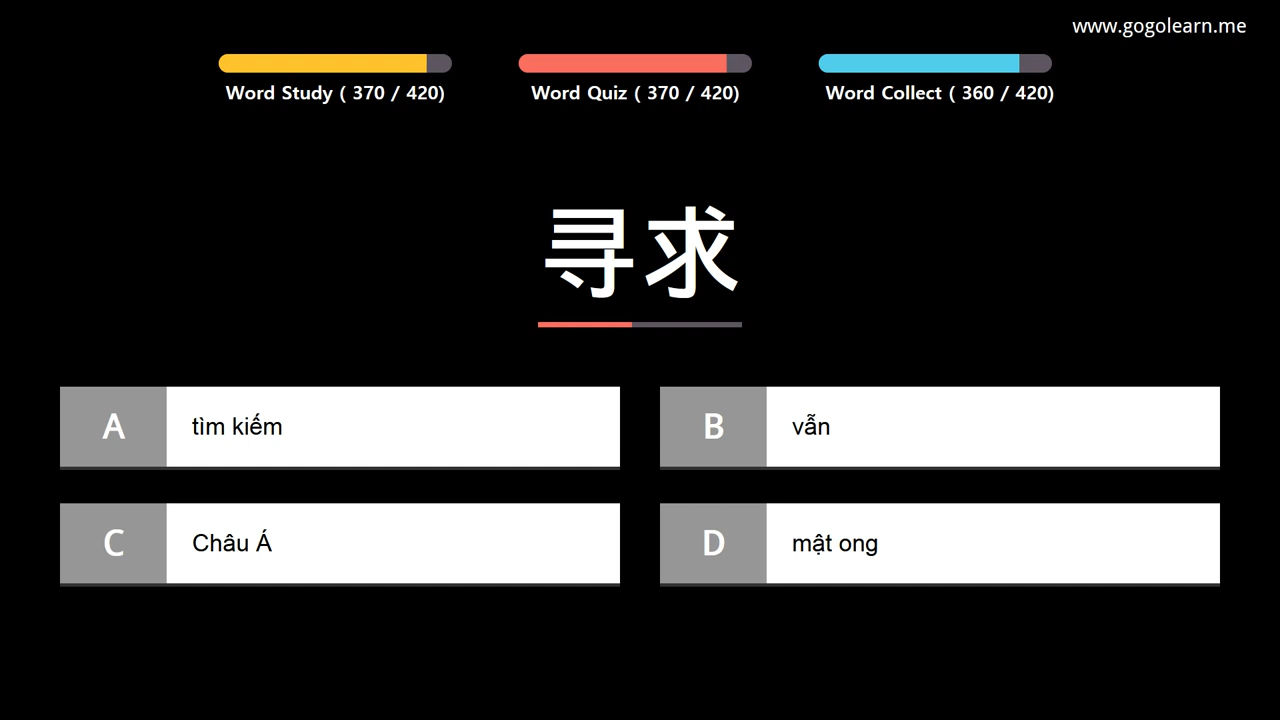 www.gogolearn.me
Word Study ( 370 / 420)
Word Quiz ( 370 / 420)
Word Collect ( 360 / 420)
寻求
A tìm kiếm
B vẫn
C Châu Á
D mật ong